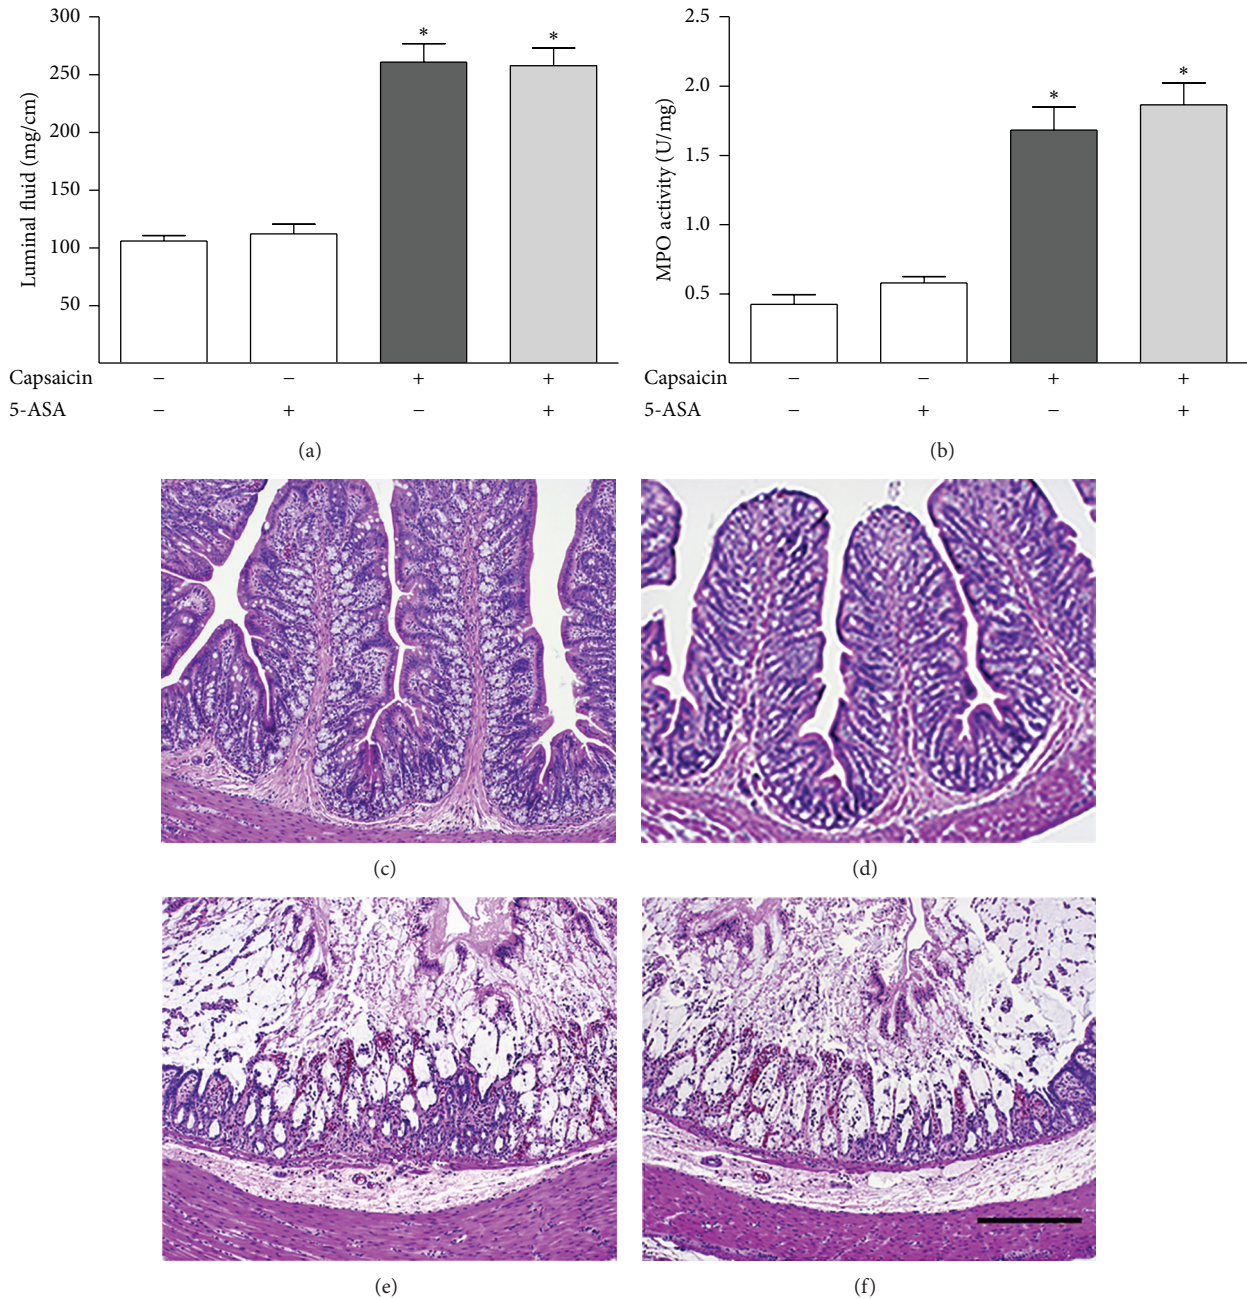 300
250
200
150
100
50
Luminal fluid (mg/cm)
* *
Capsaicin − − + +
5-ASA − + − +
(a)
2.5
2.0
1.5
1.0
0.5
MPO activity (U/mg)
* *
Capsaicin − − + +
5-ASA − + − +
(b)
(c)
(d)
(e)
(f)